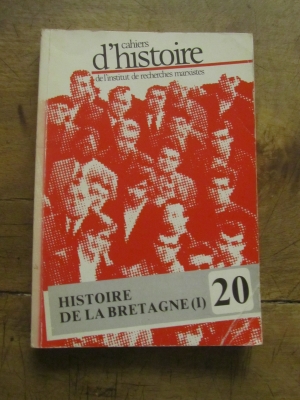 cahiers
d'histoire
de l'institut de recherches marxistes
HISTOIRE
DE LA BRETAGNE (I)
20